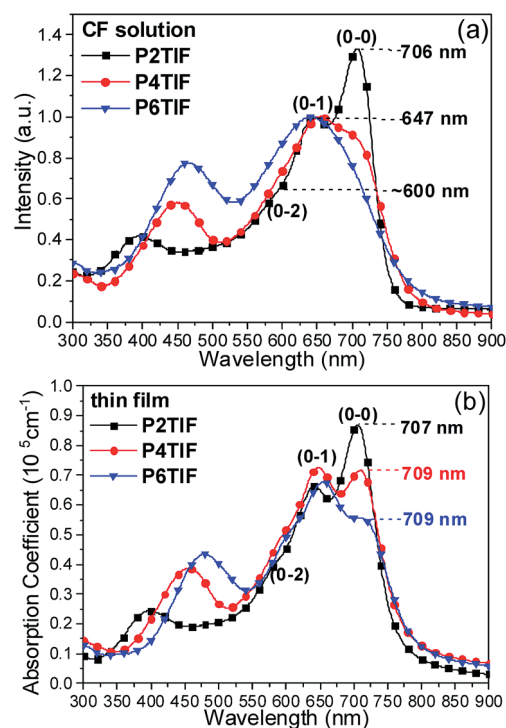 (a)
CF solution
P2TIF
P4TIF
P6TIF
(0-0)
706 nm
(0-1)
647 nm
(0-2)
~600 nm
Intensity (a.u.)
1.4
1.2
1.0
0.8
0.6
0.4
0.2
0.0
300 350 400 450 500 550 600 650 700 750 800 850 900
Wavelength (nm)
(b)
thin film
P2TIF
P4TIF
P6TIF
(0-0)
707 nm
(0-1)
709 nm
709 nm
(0-2)
Absorption Coefficient (10 5cm-1)
1.0
0.9
0.8
0.7
0.6
0.5
0.4
0.3
0.2
0.1
0.0
300 350 400 450 500 550 600 650 700 750 800 850 900
Wavelength (nm)